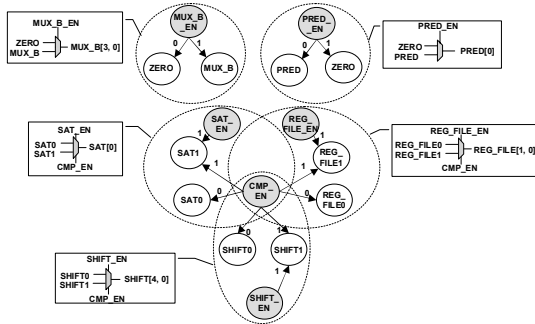 MUX_B_EN
ZERO
MUX_B
MUX_B[3, 0]
MUX_B
_EN
0
1
ZERO
MUX_B
PRED_
_EN
0
1
PRED
ZERO
PRED_EN
ZERO
PRED
PRED[0]
SAT_EN
SAT0
SAT1
SAT[0]
CMP_EN
SAT_
EN
1
SAT1
1
SAT0
0
REG_
FILE_EN
1
REG_
FILE1
1
CMP_
EN
0
REG_
FILE0
REG_FILE_EN
REG_FILE0
REG_FILE1
REG_FILE[1, 0]
CMP_EN
0
1
SHIFT0
SHIFT1
1
SHIFT_
EN
SHIFT_EN
SHIFT0
SHIFT1
SHIFT[4, 0]
CMP_EN